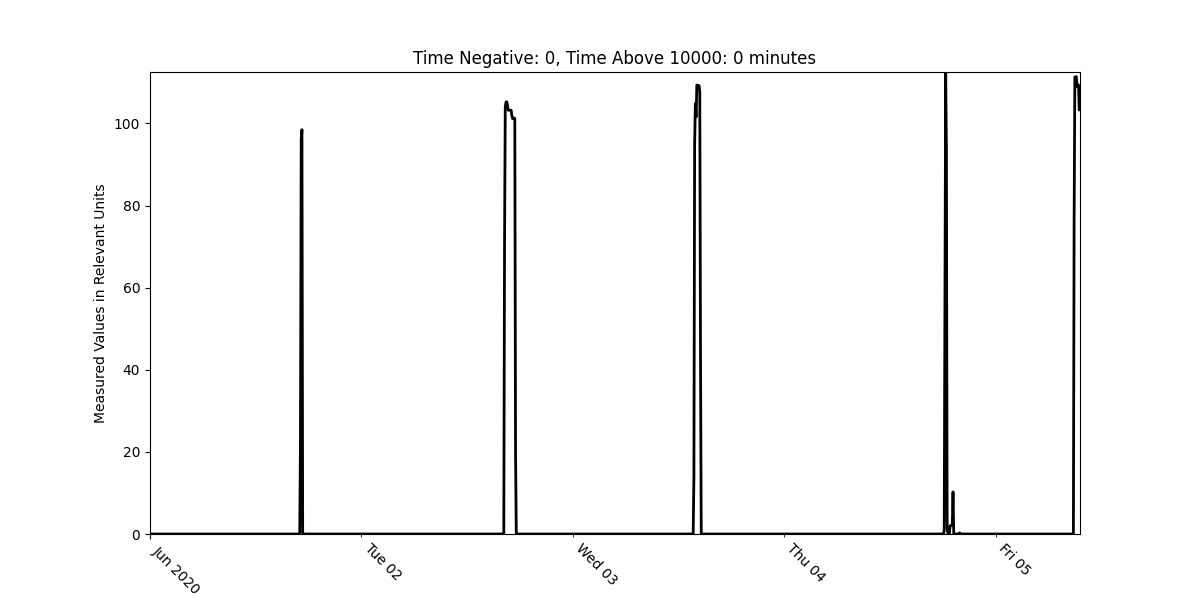 Time Negative: 0, Time Above 10000: 0 minutes
Measured Values in Relevant Units
100
80
60
40
20
0
Jun 2020
Tue 02
Wed 03
Thu 04
Fri 05